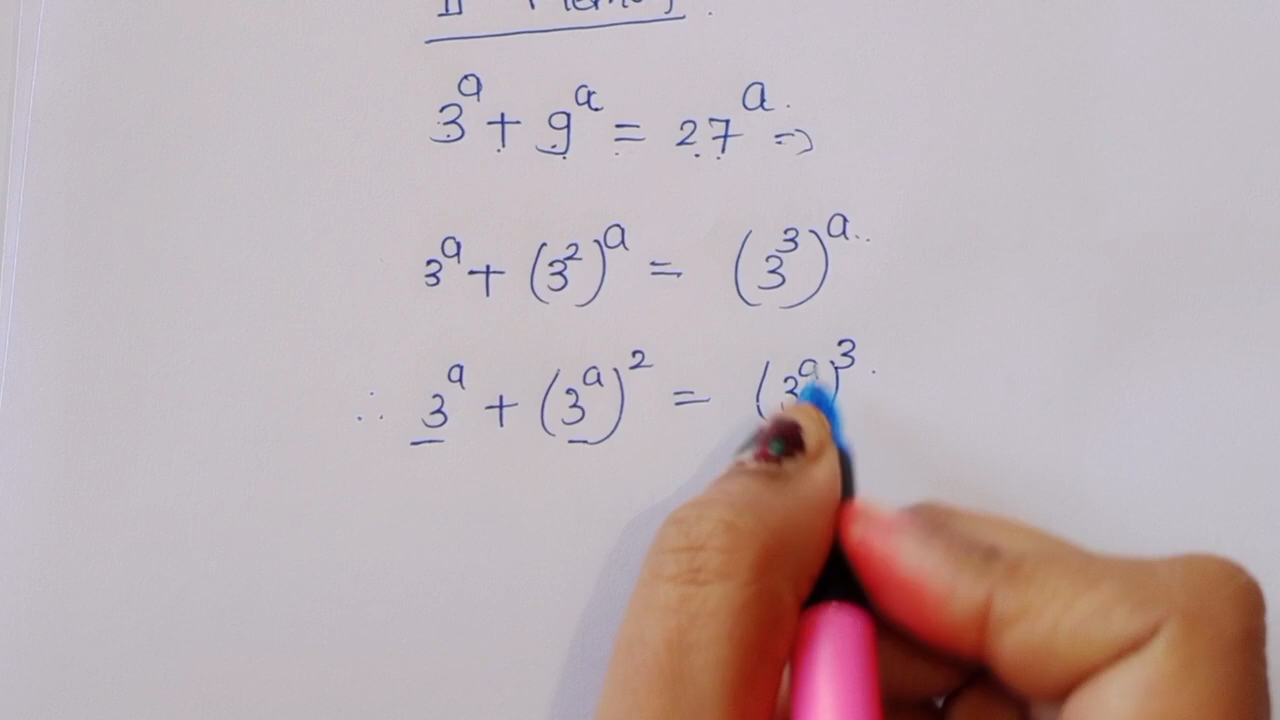 3^a + 9^a = 27^a. ⇒
3^a + (3^2)^a = (3^3)^a..
∴ 3^a + (3^a)^2 = (3^a)^3.